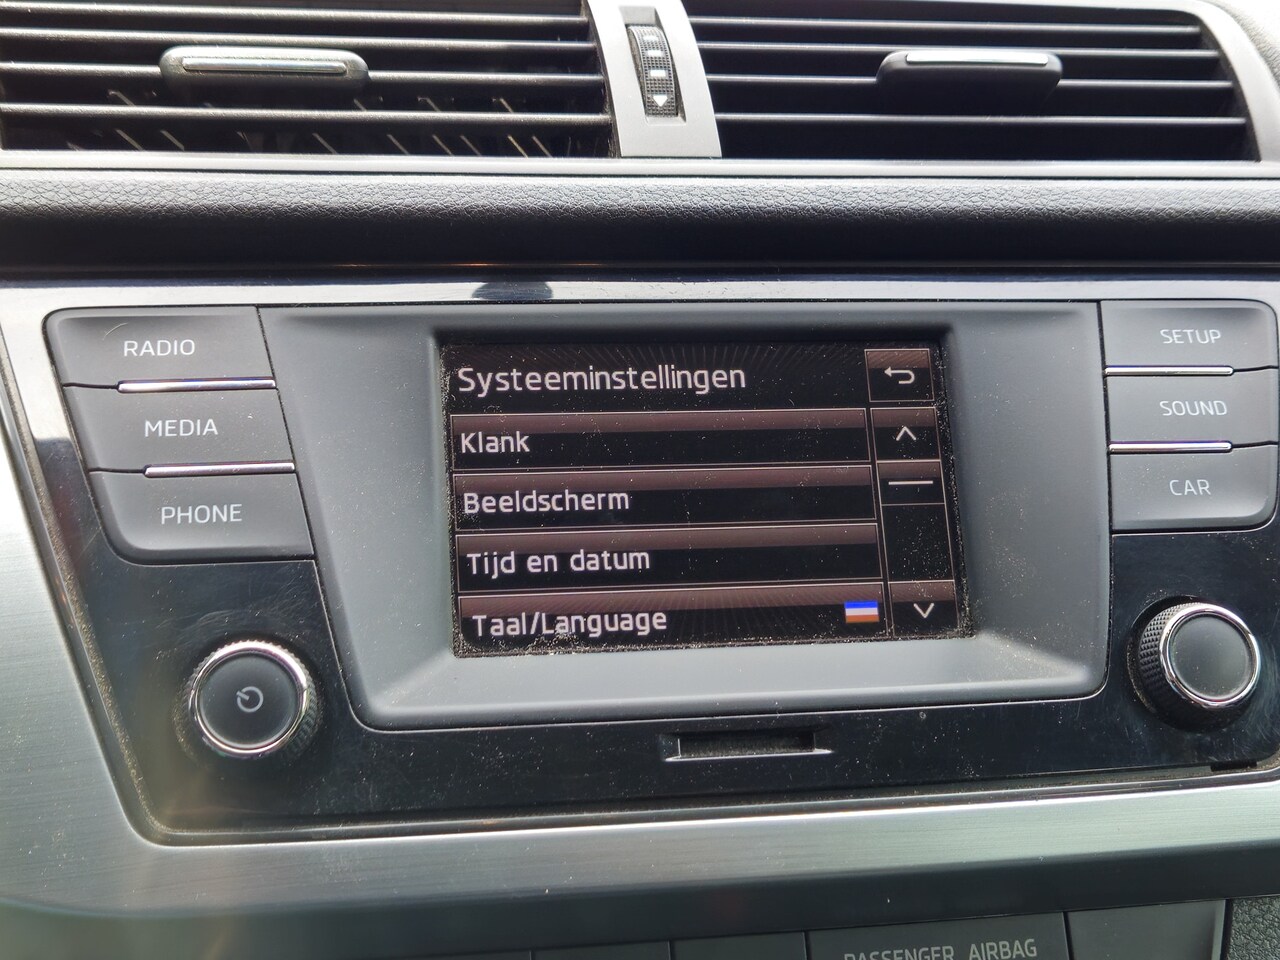 RADIO
MEDIA
PHONE
Systeeminstellingen
Klank
Beeldscherm
Tijd en datum
Taal/Language
SETUP
SOUND
CAR
PASSENGER AIRBAG